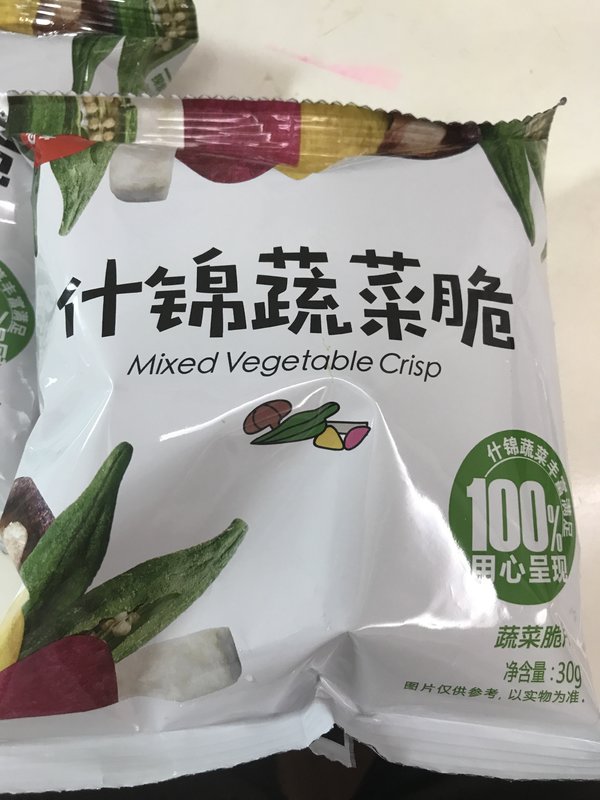 什锦蔬菜脆
Mixed Vegetable Crisp
什锦蔬菜丰富满足
100%
用心呈现
蔬菜脆片
净含量:30g
图片仅供参考,以实物为准.